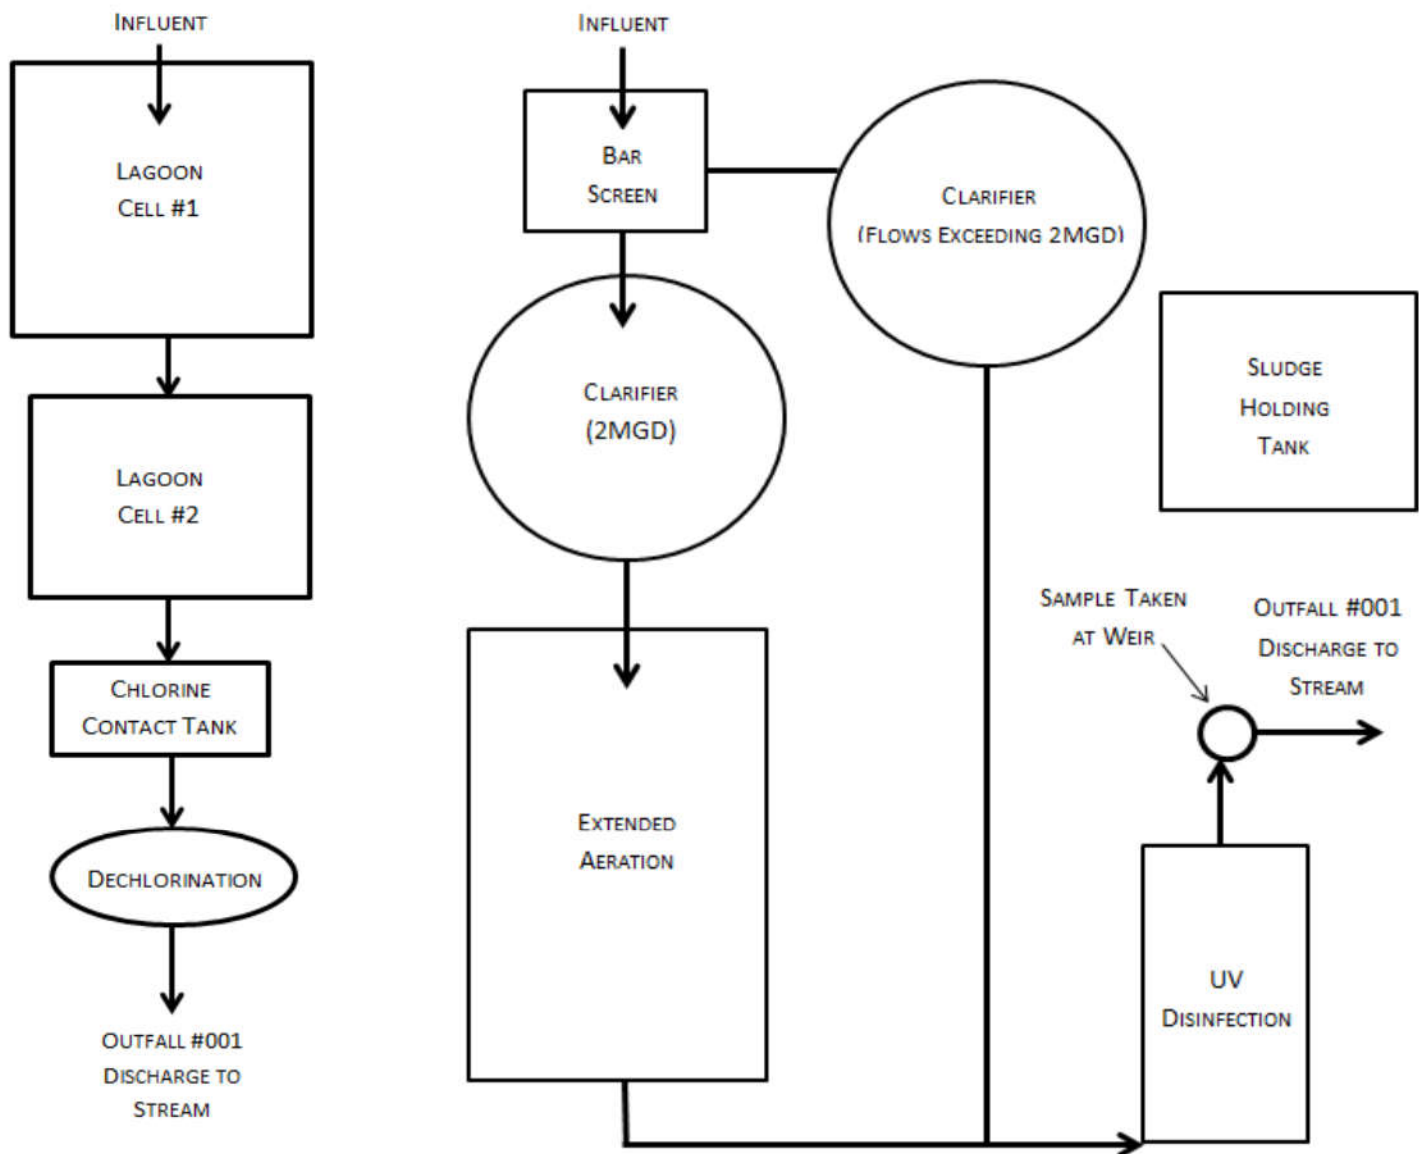 INFLUENT
LAGOON
CELL #1
LAGOON
CELL #2
CHLORINE
CONTACT TANK
DECHLORINATION
OUTFALL #001
DISCHARGE TO
STREAM
INFLUENT
BAR
SCREEN
CLARIFIER
(FLOWS EXCEEDING 2MGD)
CLARIFIER
(2MGD)
EXTENDED
AERATION
SLUDGE
HOLDING
TANK
SAMPLE TAKEN
AT WEIR
OUTFALL #001
DISCHARGE TO
STREAM
UV
DISINFECTION